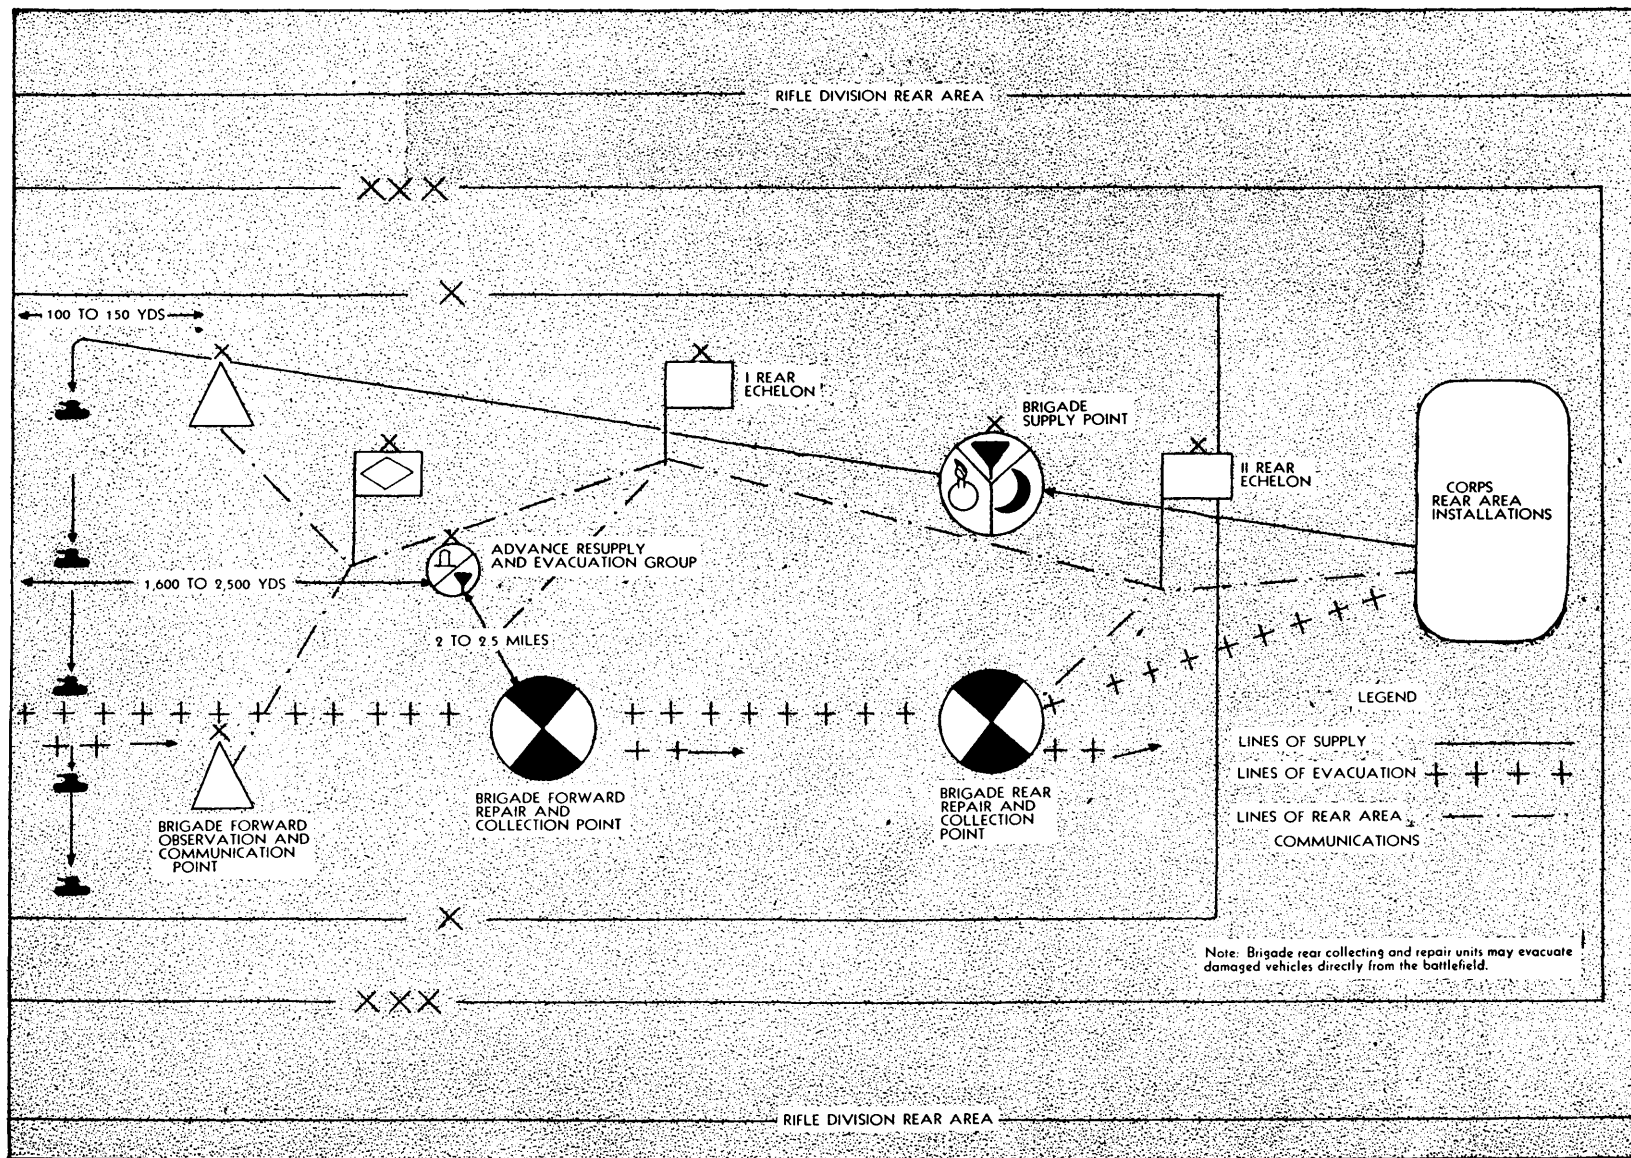 RIFLE DIVISION REAR AREA
100 TO 150 YDS
I REAR
ECHELON
BRIGADE
SUPPLY POINT
II REAR
ECHELON
CORPS
REAR AREA
INSTALLATIONS
ADVANCE RESUPPLY
AND EVACUATION GROUP
1,600 TO 2,500 YDS
2 TO 2.5 MILES
LEGEND
LINES OF SUPPLY
LINES OF EVACUATION
LINES OF REAR AREA
COMMUNICATIONS
BRIGADE FORWARD
REPAIR AND
COLLECTION POINT
BRIGADE REAR
REPAIR AND
COLLECTION
POINT
BRIGADE FORWARD
OBSERVATION AND
COMMUNICATION
POINT
Note: Brigade rear collecting and repair units may evacuate
damaged vehicles directly from the battlefield.
RIFLE DIVISION REAR AREA